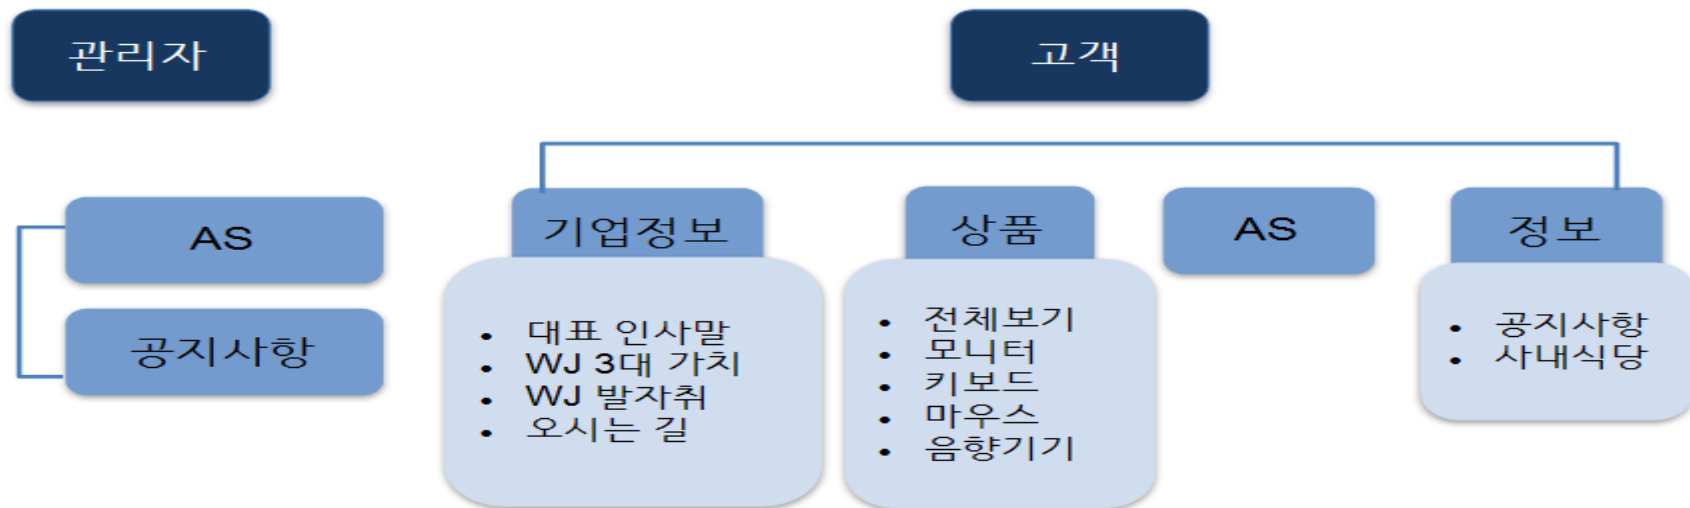 관리자
고객
AS
공지사항
기업정보
• 대표 인사말
• WJ 3대 가치
• WJ 발자취
• 오시는 길
상품
• 전체보기
• 모니터
• 키보드
• 마우스
• 음향기기
AS
정보
• 공지사항
• 사내식당